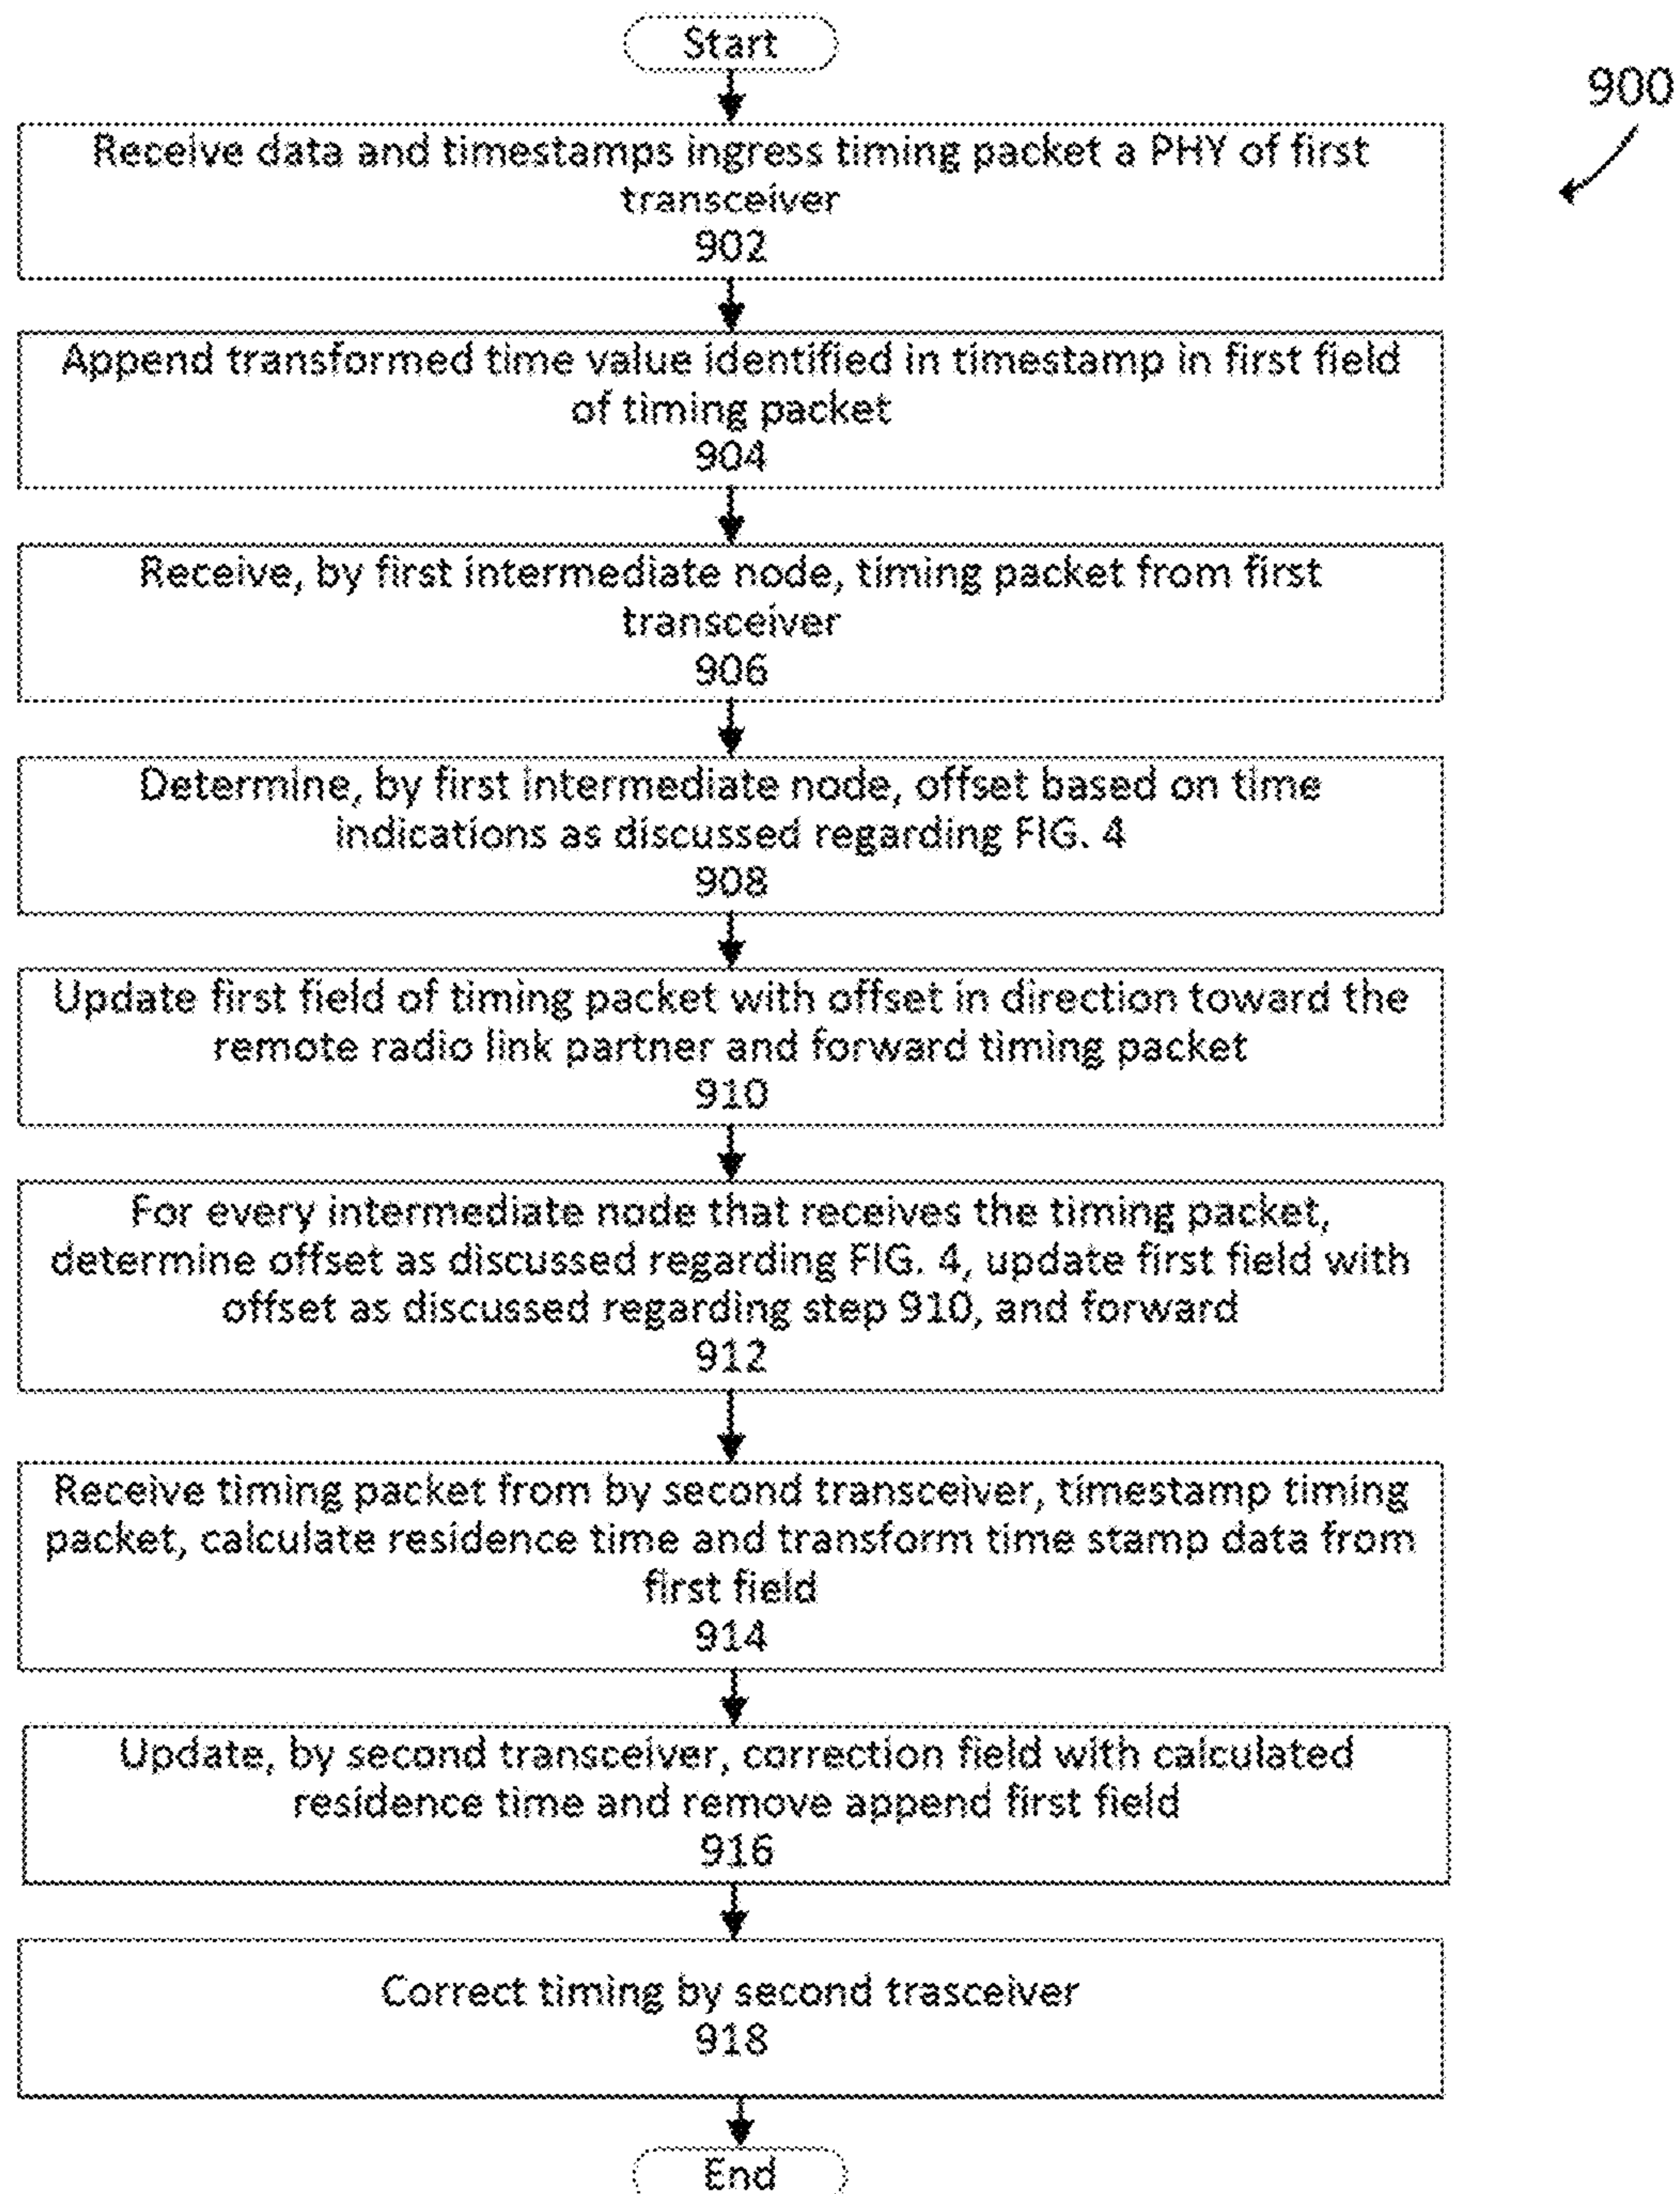 Start
900
Receive data and timestamps ingress timing packet a PHY of first
transceiver
902
Append transformed time value identified in timestamp in first field
of timing packet
904
Receive, by first intermediate node, timing packet from first
transceiver
906
Determine, by first intermediate node, offset based on time
indications as discussed regarding FIG. 4
908
Update first field of timing packet with offset in direction toward the
remote radio link partner and forward timing packet
910
For every intermediate node that receives the timing packet,
determine offset as discussed regarding FIG. 4, update first field with
offset as discussed regarding step 910, and forward
912
Receive timing packet from by second transceiver, timestamp timing
packet, calculate residence time and transform time stamp data from
first field
914
Update, by second transceiver, correction field with calculated
residence time and remove append first field
916
Correct timing by second trasceiver
918
End